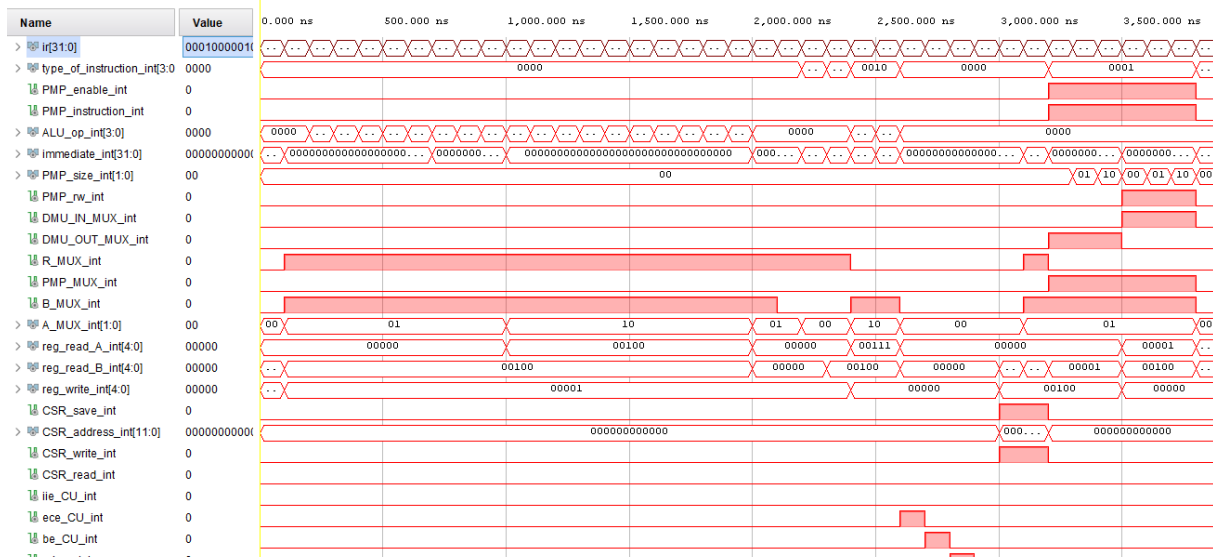 Name Value 0.000 ns 500.000 ns 1,000.000 ns 1,500.000 ns 2,000.000 ns 2,500.000 ns 3,000.000 ns 3,500.000 ns
ir[31:0] 00010000010
type_of_instruction_int[3:0 0000 0000 .. .. 0010 0000 0001 ..
PMP_enable_int 0
PMP_instruction_int 0
ALU_op_int[3:0] 0000 0000 .. .. .. .. .. .. .. .. .. .. .. .. .. .. .. .. .. .. 0000 .. .. 0000
immediate_int[31:0] 00000000000 .. 0000000000000000... 0000000... 00000000000000000000000000000000 000... .. .. .. .. 00000000000000... .. 0000000... 0000000... ..
PMP_size_int[1:0] 00 00 01 10 00 01 10 00
PMP_rw_int 0
DMU_IN_MUX_int 0
DMU_OUT_MUX_int 0
R_MUX_int 0
PMP_MUX_int 0
B_MUX_int 0
A_MUX_int[1:0] 00 00 01 10 01 00 10 00 01 00
reg_read_A_int[4:0] 00000 00000 00100 00000 00111 00000 00001 ..
reg_read_B_int[4:0] 00000 .. 00100 00000 00100 00000 .. .. 00001 00100 ..
reg_write_int[4:0] 00000 .. 00001 00000 00100 00000
CSR_save_int 0
CSR_address_int[11:0] 00000000000 000000000000 000... 000000000000
CSR_write_int 0
CSR_read_int 0
iie_CU_int 0
ece_CU_int 0
be_CU_int 0